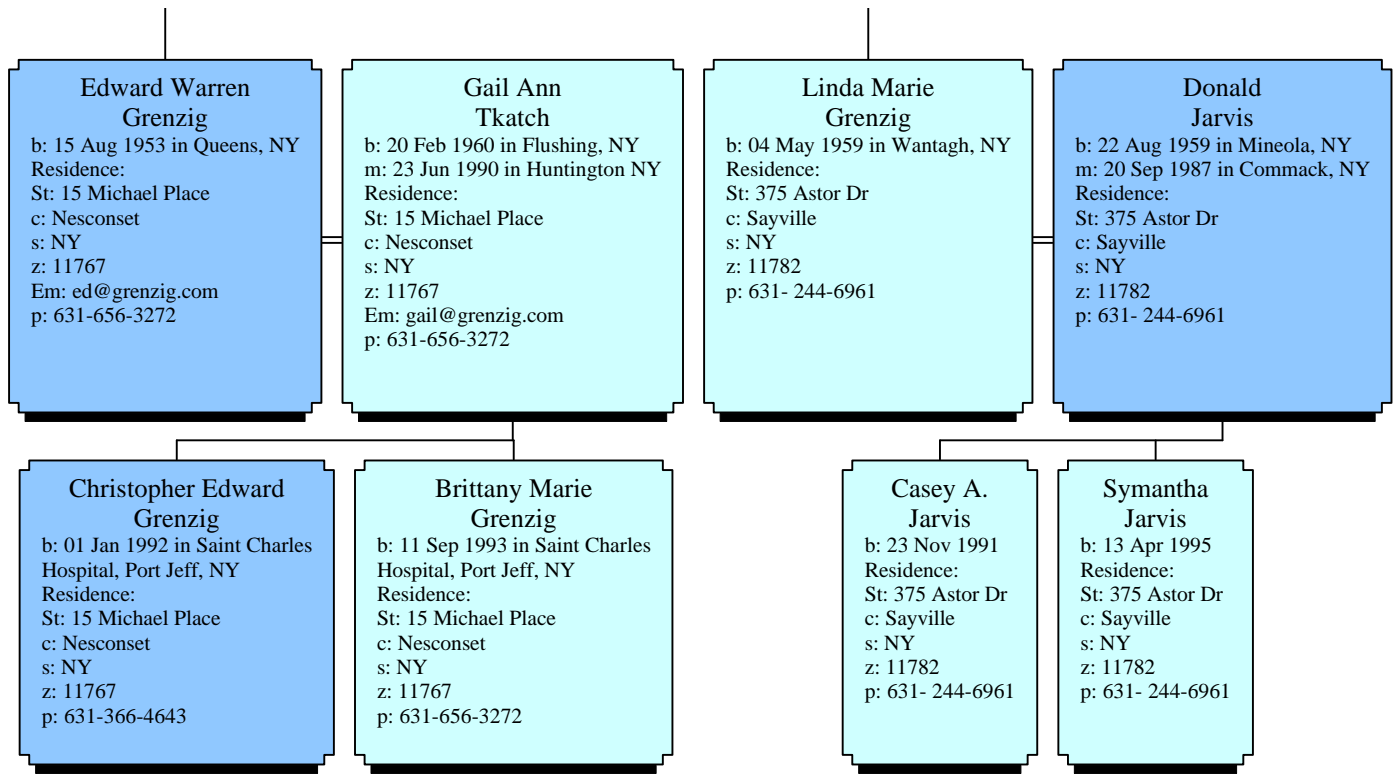 Edward Warren
Grenzig
b: 15 Aug 1953 in Queens, NY
Residence:
St: 15 Michael Place
c: Nesconset
s: NY
z: 11767
Em: ed@grenzig.com
p: 631-656-3272
Gail Ann
Tkatch
b: 20 Feb 1960 in Flushing, NY
m: 23 Jun 1990 in Huntington NY
Residence:
St: 15 Michael Place
c: Nesconset
s: NY
z: 11767
Em: gail@grenzig.com
p: 631-656-3272
Linda Marie
Grenzig
b: 04 May 1959 in Wantagh, NY
Residence:
St: 375 Astor Dr
c: Sayville
s: NY
z: 11782
p: 631- 244-6961
Donald
Jarvis
b: 22 Aug 1959 in Mineola, NY
m: 20 Sep 1987 in Commack, NY
Residence:
St: 375 Astor Dr
c: Sayville
s: NY
z: 11782
p: 631- 244-6961
Christopher Edward
Grenzig
b: 01 Jan 1992 in Saint Charles
Hospital, Port Jeff, NY
Residence:
St: 15 Michael Place
c: Nesconset
s: NY
z: 11767
p: 631-366-4643
Brittany Marie
Grenzig
b: 11 Sep 1993 in Saint Charles
Hospital, Port Jeff, NY
Residence:
St: 15 Michael Place
c: Nesconset
s: NY
z: 11767
p: 631-656-3272
Casey A.
Jarvis
b: 23 Nov 1991
Residence:
St: 375 Astor Dr
c: Sayville
s: NY
z: 11782
p: 631- 244-6961
Symantha
Jarvis
b: 13 Apr 1995
Residence:
St: 375 Astor Dr
c: Sayville
s: NY
z: 11782
p: 631- 244-6961